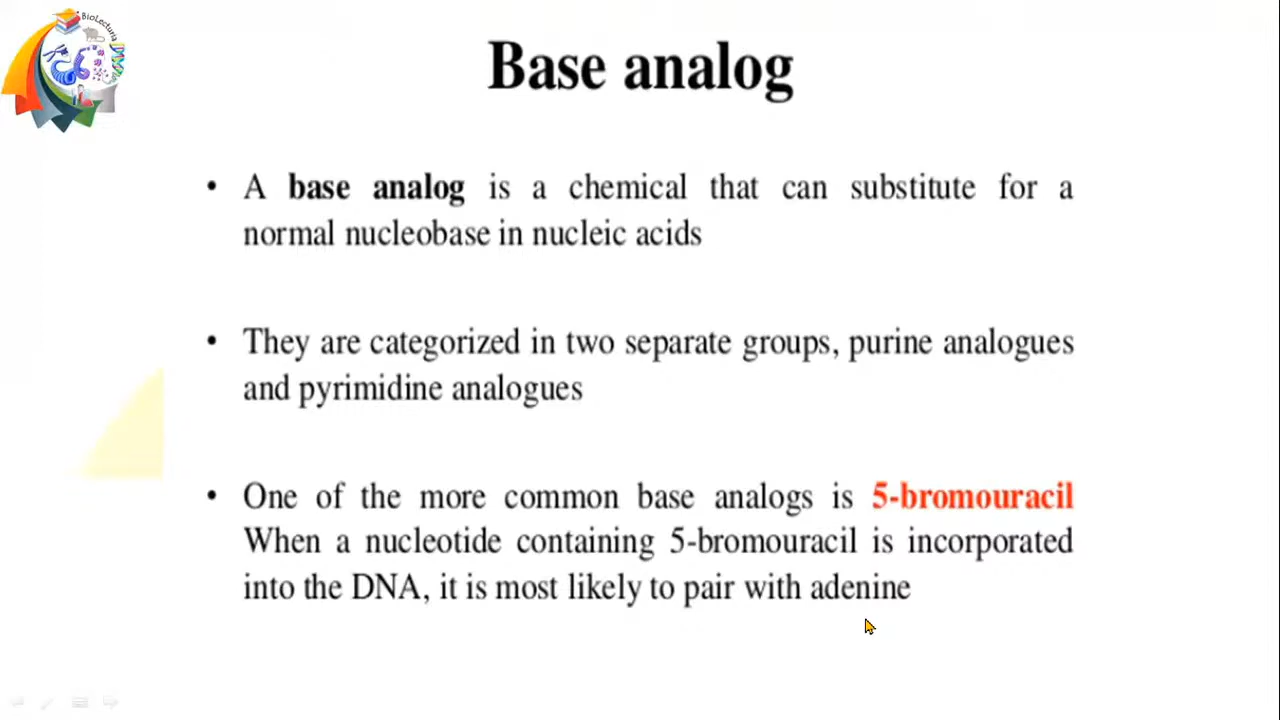 BioLectures
Base analog
• A base analog is a chemical that can substitute for a
normal nucleobase in nucleic acids
• They are categorized in two separate groups, purine analogues
and pyrimidine analogues
• One of the more common base analogs is 5-bromouracil
When a nucleotide containing 5-bromouracil is incorporated
into the DNA, it is most likely to pair with adenine